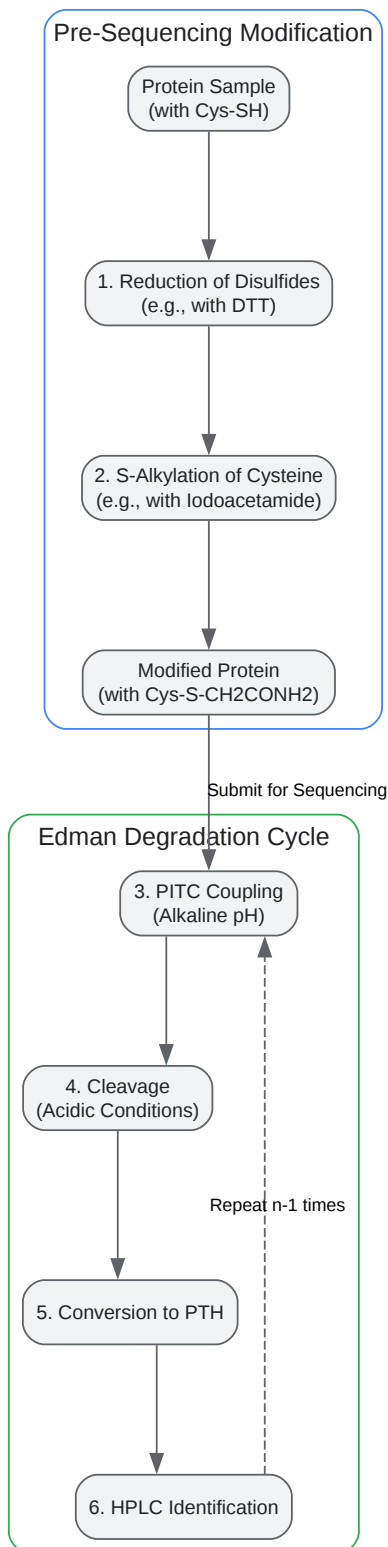 Pre-Sequencing Modification
Protein Sample
(with Cys-SH)
1. Reduction of Disulfides
(e.g., with DTT)
2. S-Alkylation of Cysteine
(e.g., with Iodoacetamide)
Modified Protein
(with Cys-S-CH2CONH2)
Submit for Sequencing
Edman Degradation Cycle
3. PITC Coupling
(Alkaline pH)
4. Cleavage
(Acidic Conditions)
Repeat n-1 times
5. Conversion to PTH
6. HPLC Identification